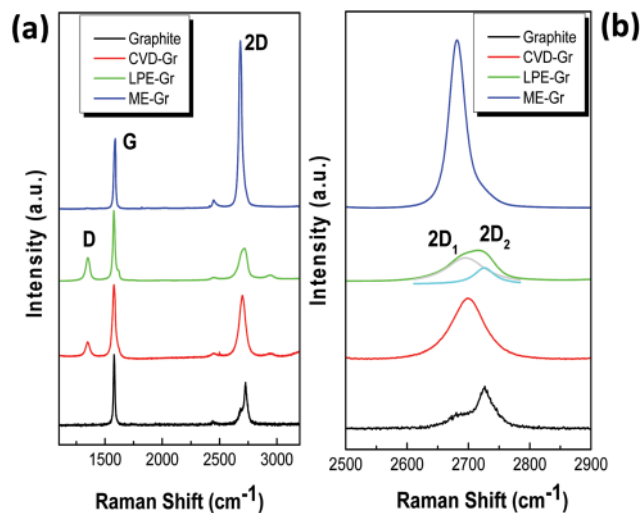 (a)
Graphite
CVD-Gr
LPE-Gr
ME-Gr
2D
G
D
Intensity (a.u.)
1500 2000 2500 3000
Raman Shift (cm-1)
(b)
Graphite
CVD-Gr
LPE-Gr
ME-Gr
2D1
2D2
Intensity (a.u.)
2500 2600 2700 2800 2900
Raman Shift (cm-1)